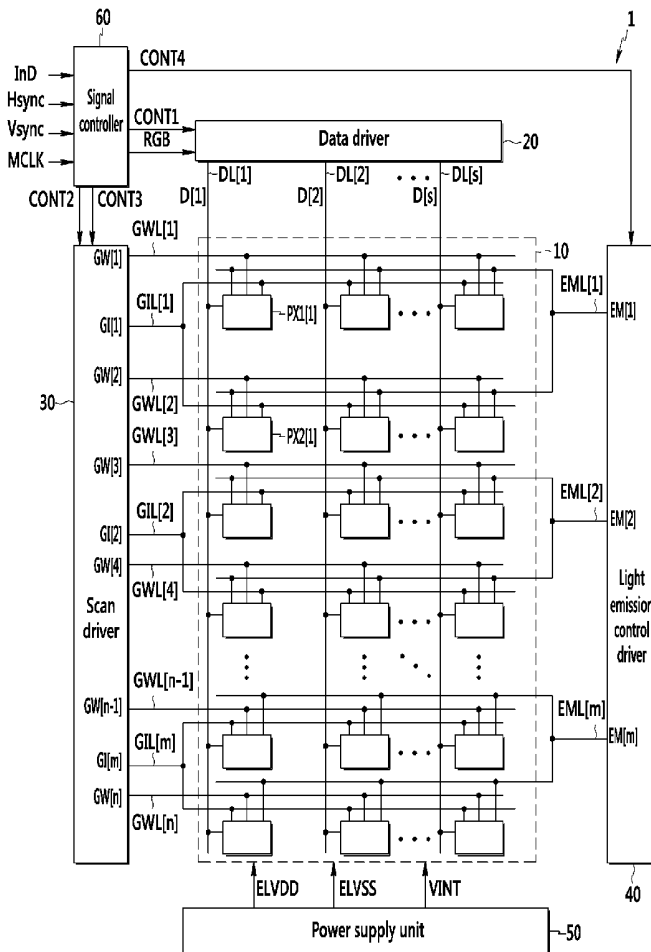 60
1
CONT4
InD
Hsync
Vsync
MCLK
Signal
controller
CONT1
RGB
Data driver
20
CONT2
CONT3
D[1]
DL[1]
D[2]
DL[2]
D[s]
DL[s]
10
GWL[1]
GW[1]
GIL[1]
GI[1]
PX1[1]
EML[1]
EM[1]
GW[2]
30
GWL[2]
PX2[1]
GWL[3]
GW[3]
GIL[2]
GI[2]
EML[2]
EM[2]
GW[4]
GWL[4]
Scan
driver
Light
emission
control
driver
GWL[n-1]
GW[n-1]
GIL[m]
GI[m]
EML[m]
EM[m]
GW[n]
GWL[n]
ELVDD
ELVSS
VINT
40
Power supply unit
50